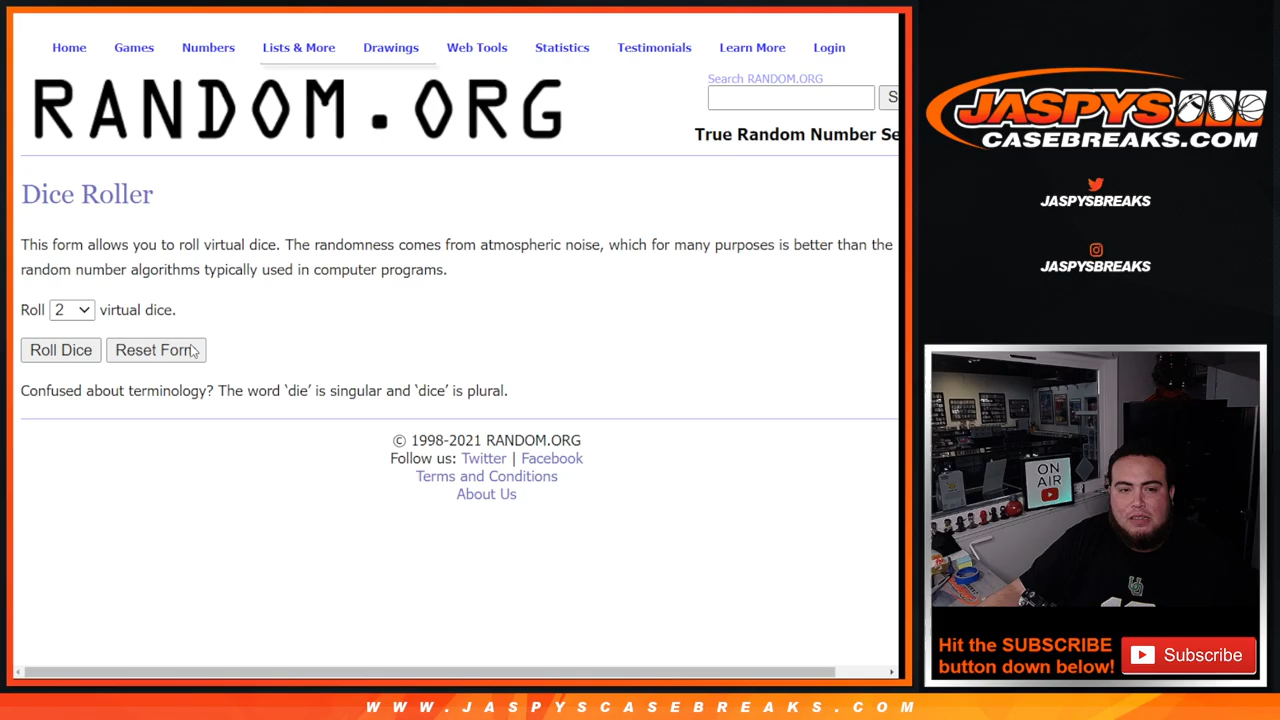 Home Games Numbers Lists & More Drawings Web Tools Statistics Testimonials Learn More Login
RANDOM.ORG
Search RANDOM.ORG
S
True Random Number Se
Dice Roller
This form allows you to roll virtual dice. The randomness comes from atmospheric noise, which for many purposes is better than the
random number algorithms typically used in computer programs.
Roll 2 virtual dice.
Roll Dice Reset Form
Confused about terminology? The word ‘die’ is singular and ‘dice’ is plural.
© 1998-2021 RANDOM.ORG
Follow us: Twitter | Facebook
Terms and Conditions
About Us
JASPYS
CASEBREAKS.COM
JASPYSBREAKS
JASPYSBREAKS
ON
AIR
Hit the SUBSCRIBE
button down below!
Subscribe
WWW.JASPYSCASEBREAKS.COM